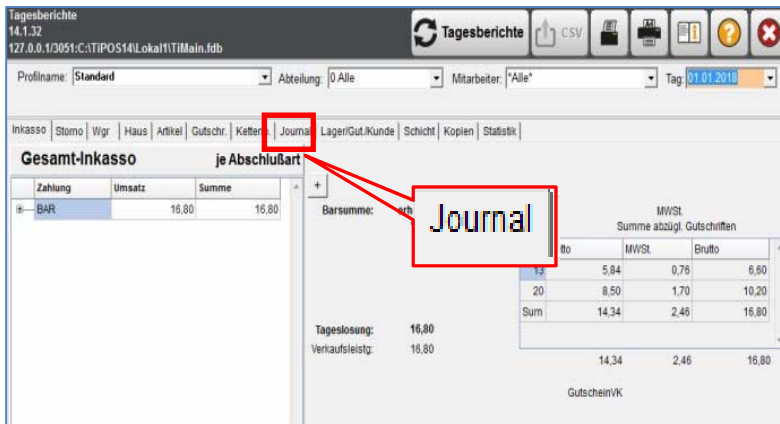 Tagesberichte
14.1.32
127.0.0.1/3051:C:\TiPOS14\Lokal1\TiMain.fdb
Tagesberichte CSV
Profilname: Standard Abteilung: 0 Alle Mitarbeiter: *Alle* Tag: 01.01.2018
Inkasso Storno Wgr Haus Artikel Gutschr. Journal Lager/Gut./Kunde Schicht Kopien Statistik
Gesamt-Inkasso je Abschlußart
Zahlung Umsatz Summe
BAR 16,80 16,80
+
Barsumme:
Journal
MWSt.
Summe abzügl. Gutschriften
tto MWSt. Brutto
13 5,84 0,76 6,60
20 8,50 1,70 10,20
Sum 14,34 2,46 16,80
Tageslosung: 16,80
Verkaufsleistg: 16,80
14,34 2,46 16,80
GutscheinVK